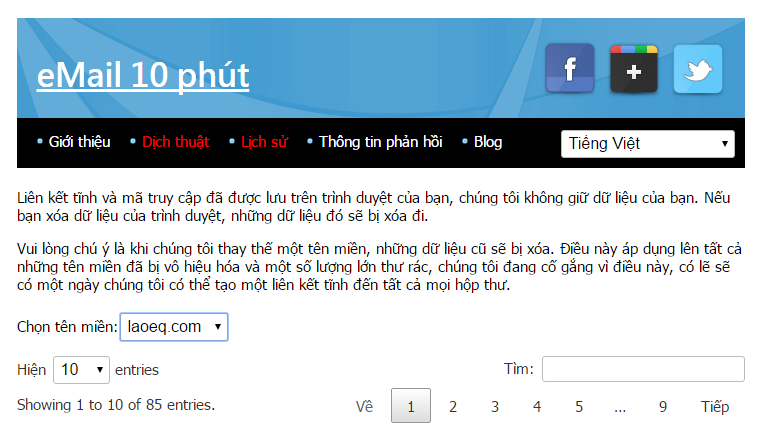 eMail 10 phút
Giới thiệu Dịch thuật Lịch sử Thông tin phản hồi Blog Tiếng Việt
Liên kết tĩnh và mã truy cập đã được lưu trên trình duyệt của bạn, chúng tôi không giữ dữ liệu của bạn. Nếu
bạn xóa dữ liệu của trình duyệt, những dữ liệu đó sẽ bị xóa đi.
Vui lòng chú ý là khi chúng tôi thay thế một tên miền, những dữ liệu cũ sẽ bị xóa. Điều này áp dụng lên tất cả
những tên miền đã bị vô hiệu hóa và một số lượng lớn thư rác, chúng tôi đang cố gắng vì điều này, có lẽ sẽ
có một ngày chúng tôi có thể tạo một liên kết tĩnh đến tất cả mọi hộp thư.
Chọn tên miền: laoeq.com
Hiện 10 entries Tìm:
Showing 1 to 10 of 85 entries. Về 1 2 3 4 5 ... 9 Tiếp